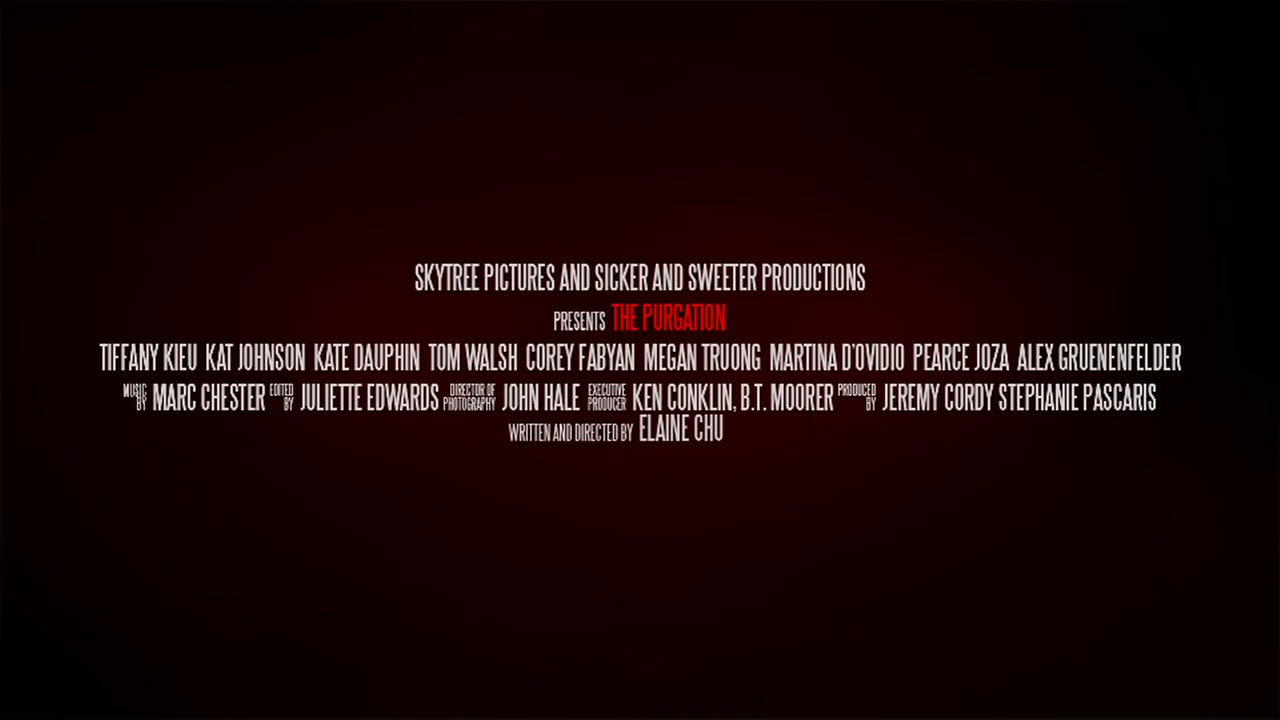 SKYTREE PICTURES AND SICKER AND SWEETER PRODUCTIONS
PRESENTS THE PURGATION
TIFFANY KIEU KAT JOHNSON KATE DAUPHIN TOM WALSH COREY FABYAN MEGAN TRUONG MARTINA D'OVIDIO PEARCE JOZA ALEX GRUENENFELDER
MUSIC BY MARC CHESTER EDITED BY JULIETTE EDWARDS DIRECTOR OF PHOTOGRAPHY JOHN HALE EXECUTIVE PRODUCER KEN CONKLIN, B.T. MOORER PRODUCED BY JEREMY CORDY STEPHANIE PASCARIS
WRITTEN AND DIRECTED BY ELAINE CHU